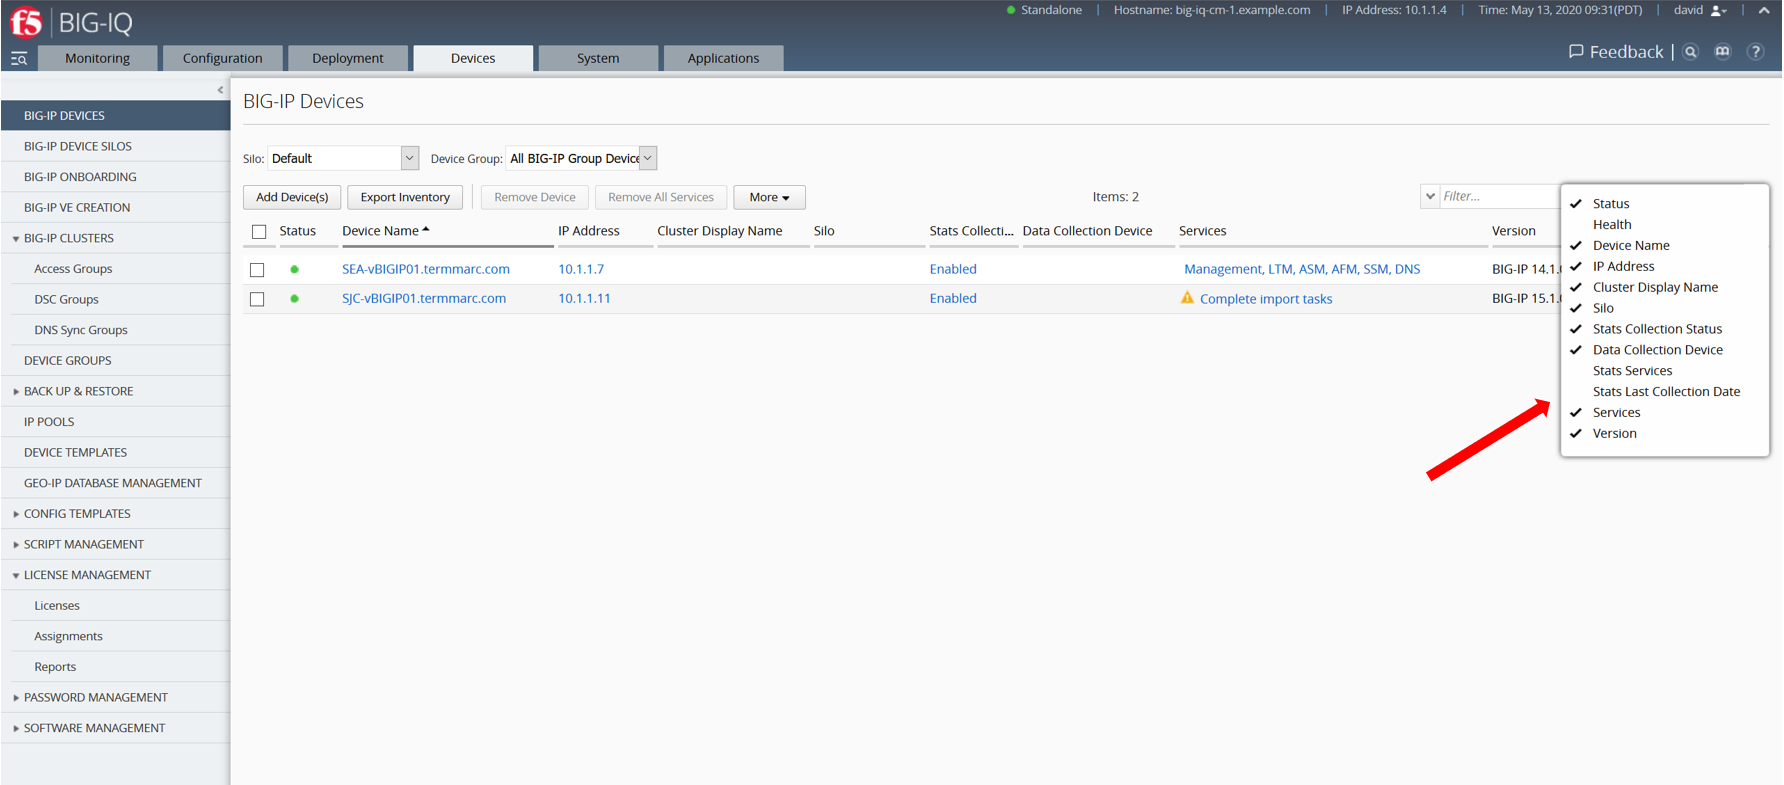 f5 BIG-IQ
Standalone | Hostname: big-iq-cm-1.example.com | IP Address: 10.1.1.4 | Time: May 13, 2020 09:31(PDT) | david
Monitoring Configuration Deployment Devices System Applications
Feedback | ?
BIG-IP DEVICES
BIG-IP DEVICE SILOS
BIG-IP ONBOARDING
BIG-IP VE CREATION
BIG-IP CLUSTERS
Access Groups
DSC Groups
DNS Sync Groups
DEVICE GROUPS
BACK UP & RESTORE
IP POOLS
DEVICE TEMPLATES
GEO-IP DATABASE MANAGEMENT
CONFIG TEMPLATES
SCRIPT MANAGEMENT
LICENSE MANAGEMENT
Licenses
Assignments
Reports
PASSWORD MANAGEMENT
SOFTWARE MANAGEMENT
BIG-IP Devices
Silo: Default Device Group: All BIG-IP Group Device
Add Device(s) Export Inventory Remove Device Remove All Services More Items: 2 Filter...
Status Device Name IP Address Cluster Display Name Silo Stats Collecti... Data Collection Device Services Version
SEA-vBIGIP01.termmarc.com 10.1.1.7 Enabled Management, LTM, ASM, AFM, SSM, DNS BIG-IP 14.1.
SJC-vBIGIP01.termmarc.com 10.1.1.11 Enabled Complete import tasks BIG-IP 15.1.
Status
Health
Device Name
IP Address
Cluster Display Name
Silo
Stats Collection Status
Data Collection Device
Stats Services
Stats Last Collection Date
Services
Version